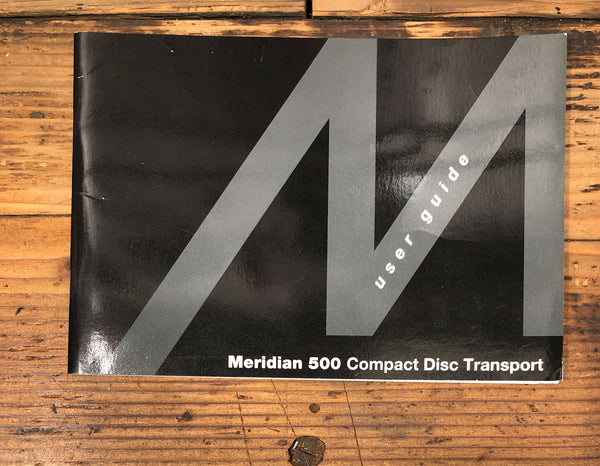 user guide
Meridian 500 Compact Disc Transport